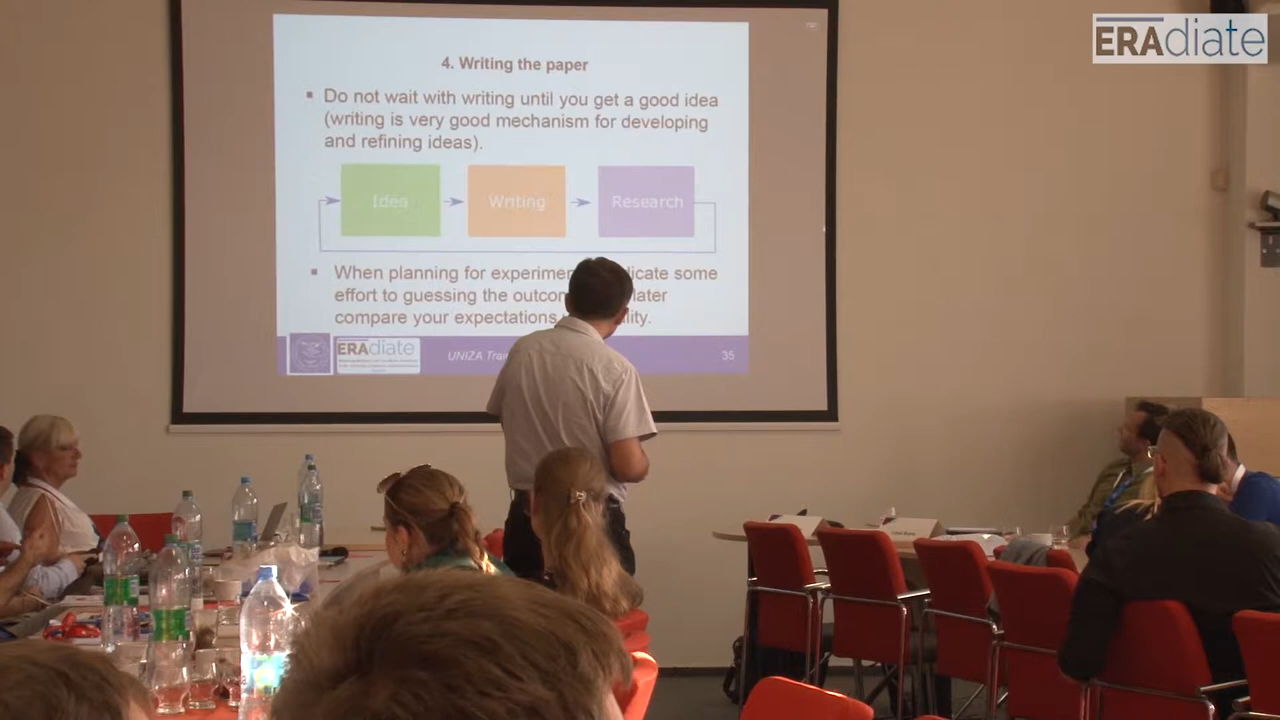 ERAdiate
4. Writing the paper
Do not wait with writing until you get a good idea
(writing is very good mechanism for developing
and refining ideas).
Idea
Writing
Research
When planning for some
effort to guessing the later
compare your expectations
ERAdiate
UNIZA
35